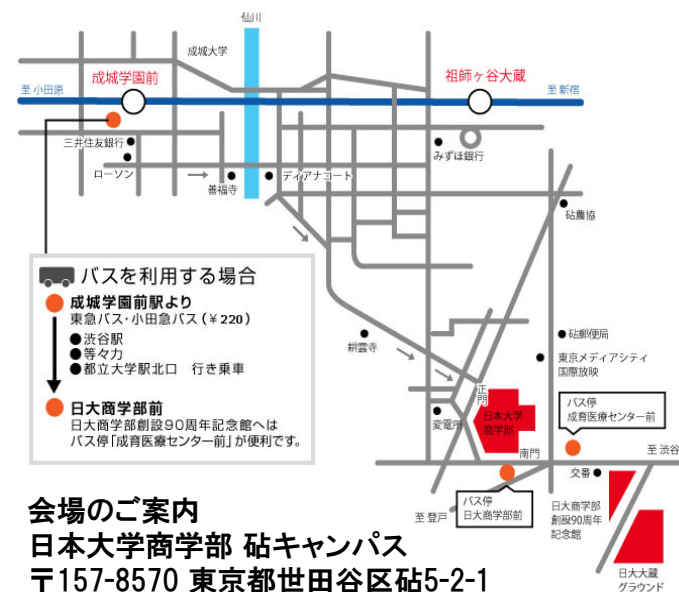 仙川
成城大学
成城学園前
祖師ヶ谷大蔵
至 小田原
至 新宿
三井住友銀行
ローソン
善福寺
ディアナコート
みずほ銀行
砧農協
バスを利用する場合
成城学園前駅より
東急バス・小田急バス(¥220)
●渋谷駅
●等々力
●都立大学駅北口 行き乗車
日大商学部前
日大商学部創設90周年記念館へは
バス停「成育医療センター前」が便利です。
耕雲寺
砧郵便局
東京メディアシティ
国際放映
正門
日本大学
商学部
変電所
バス停
成育医療センター前
南門
至 渋谷
交番
バス停
日大商学部前
至 登戸
日大商学部
創設90周年
記念館
日大大蔵
グラウンド
会場のご案内
日本大学商学部 砧キャンパス
〒157-8570 東京都世田谷区砧5-2-1